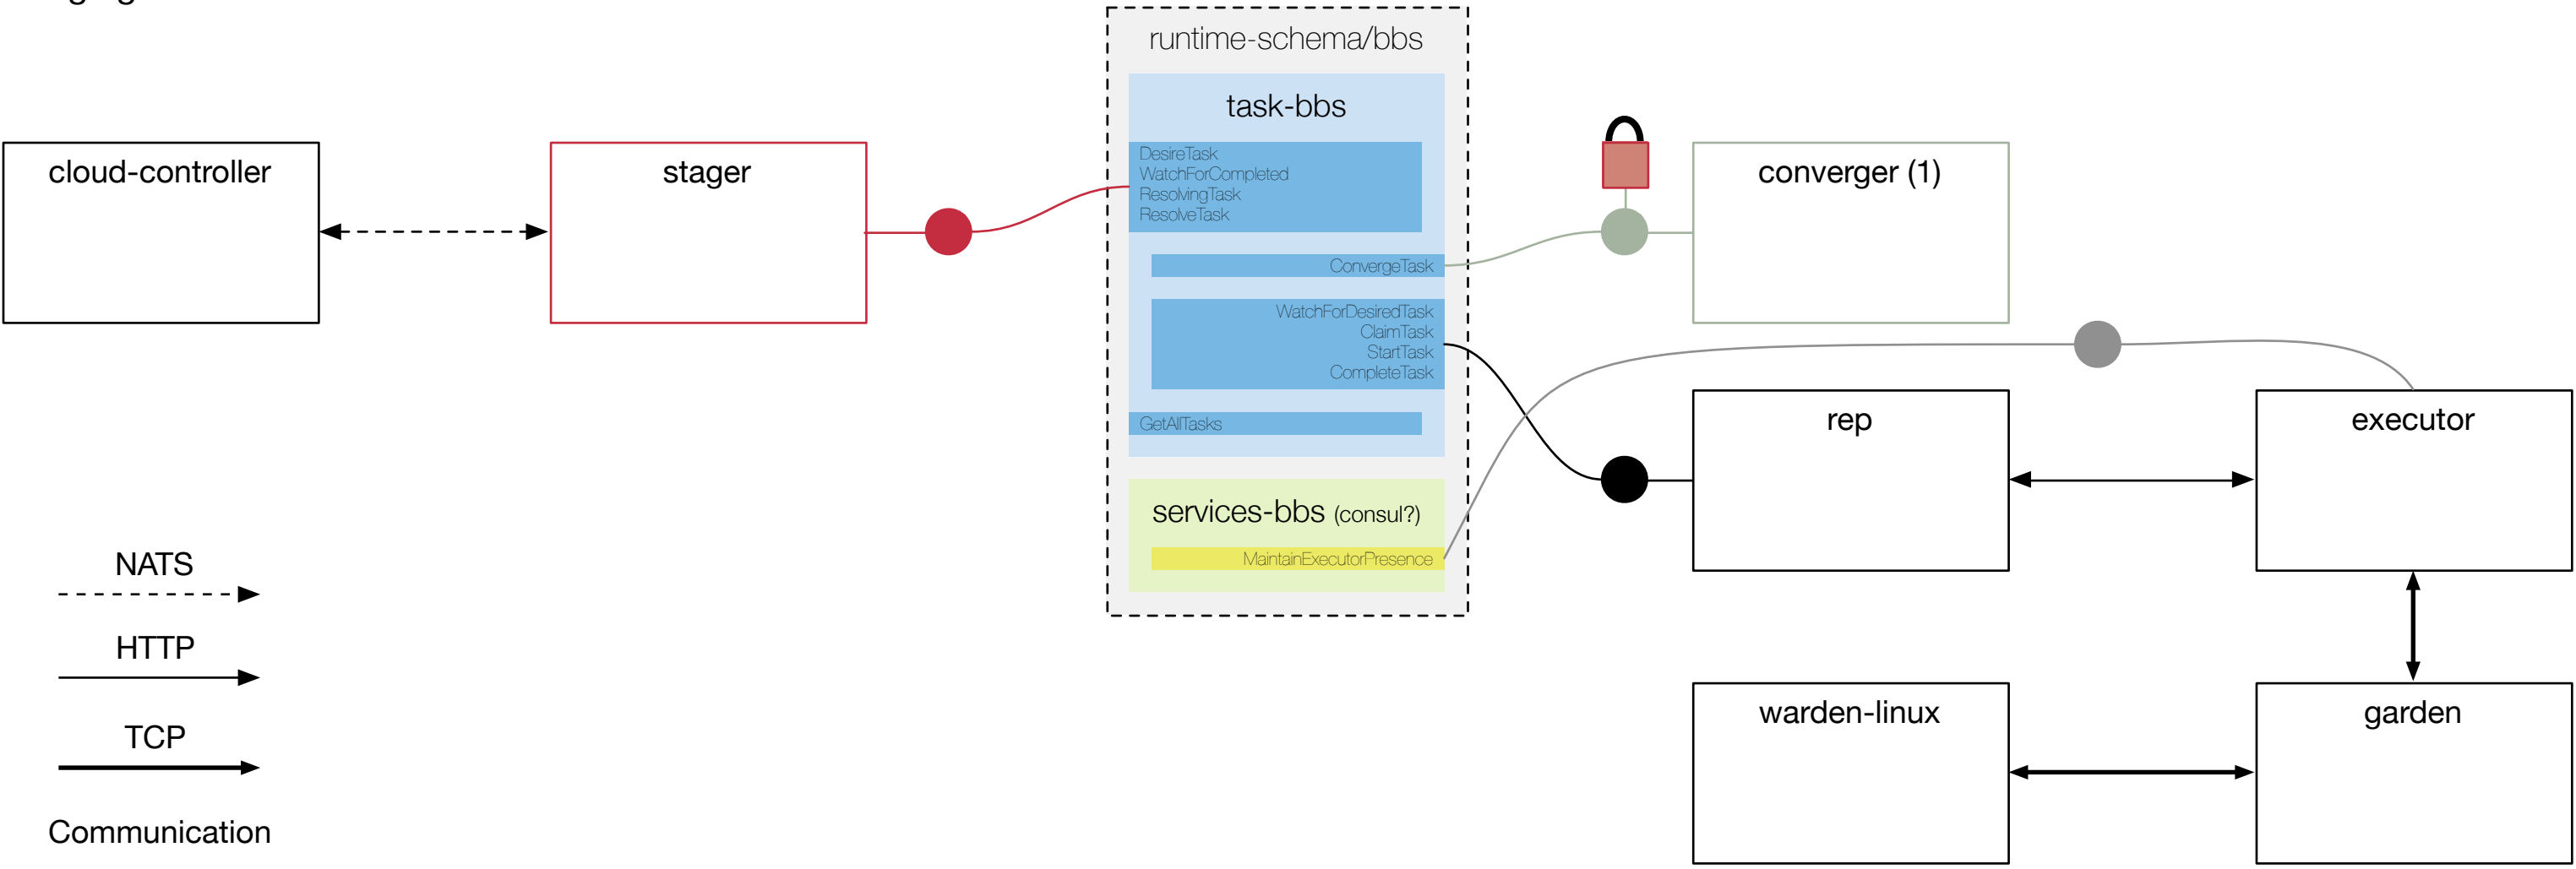 runtime-schema/bbs
task-bbs
cloud-controller
stager
DesireTask
WatchForCompleted
ResolvingTask
ResolveTask
converger (1)
ConvergeTask
WatchForDesiredTask
ClaimTask
StartTask
CompleteTask
GetAllTasks
rep
executor
services-bbs (consul?)
MaintainExecutorPresence
NATS
HTTP
TCP
Communication
warden-linux
garden